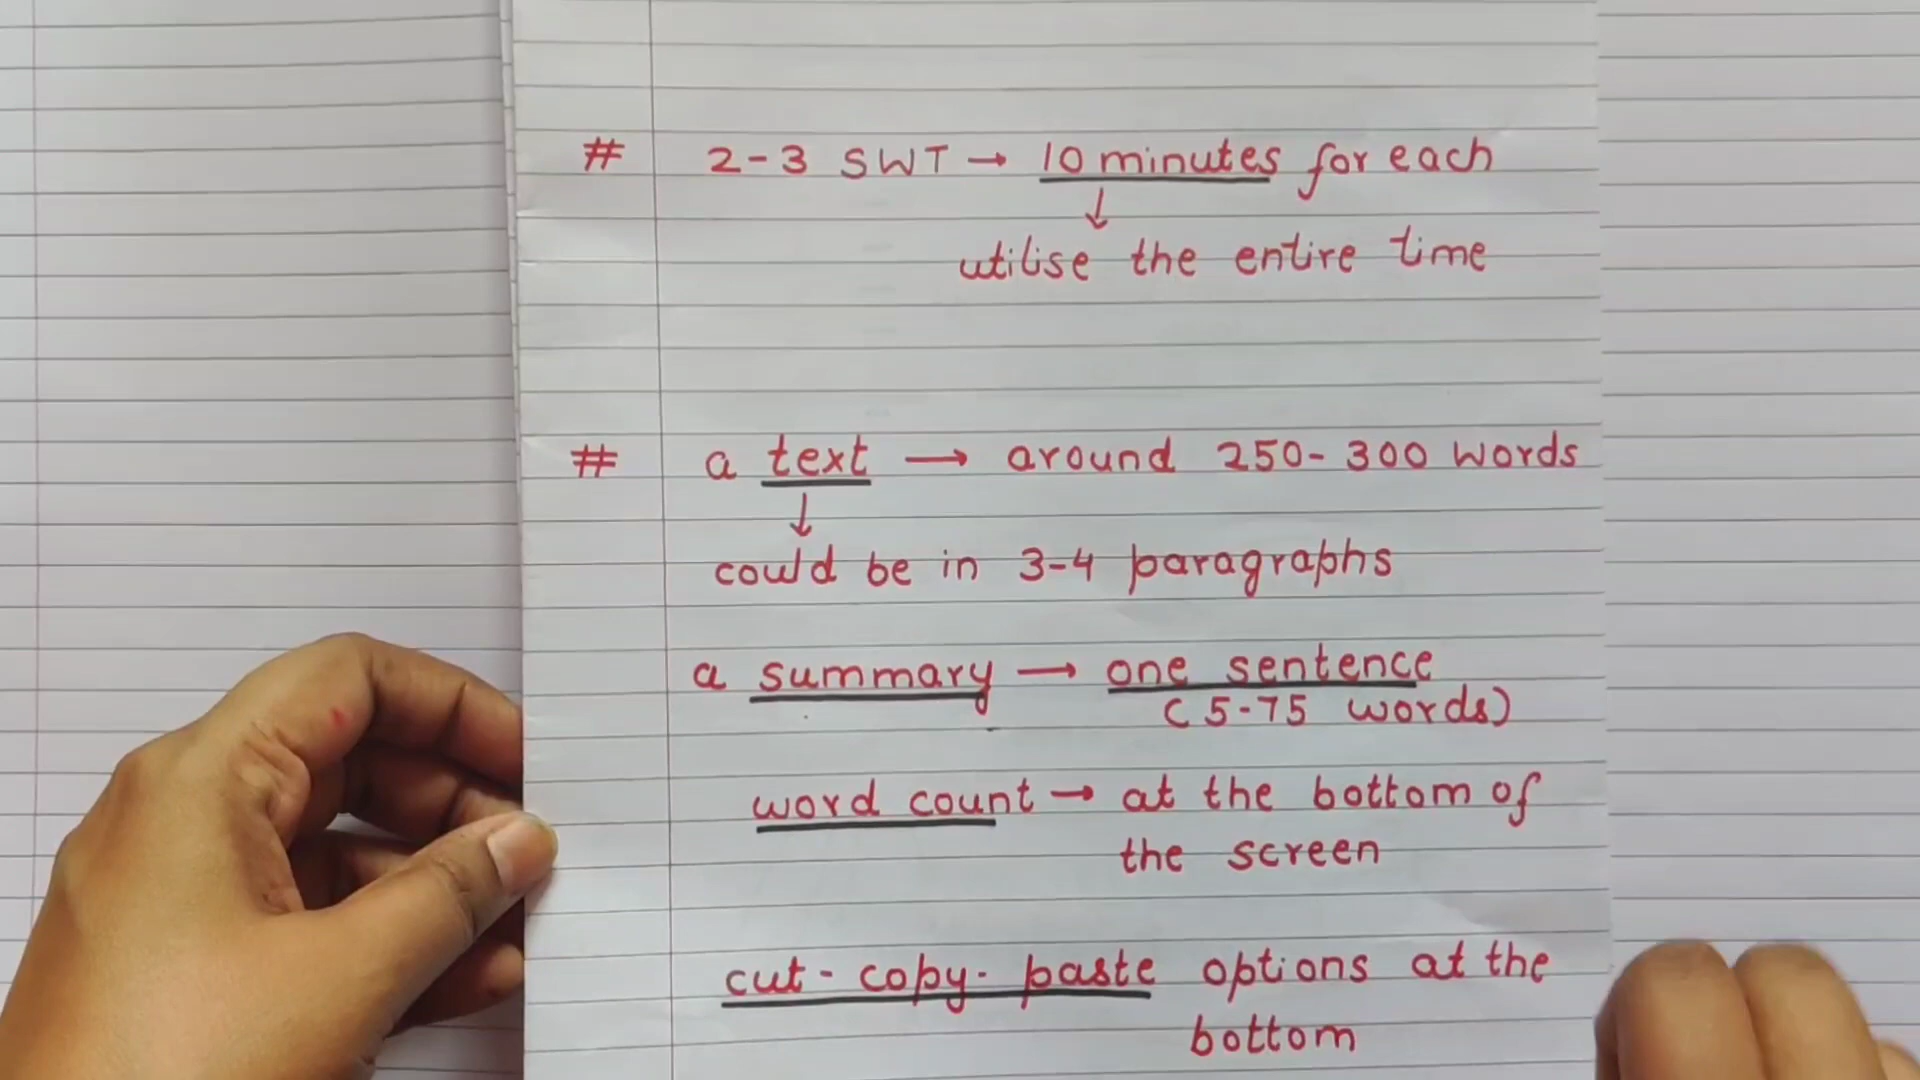 # 2-3 SWT → 10 minutes for each
↓
utilise the entire time
# a text → around 250-300 words
↓
could be in 3-4 paragraphs
a summary → one sentence
(5-75 words)
word count → at the bottom of
the screen
cut-copy-paste options at the
bottom